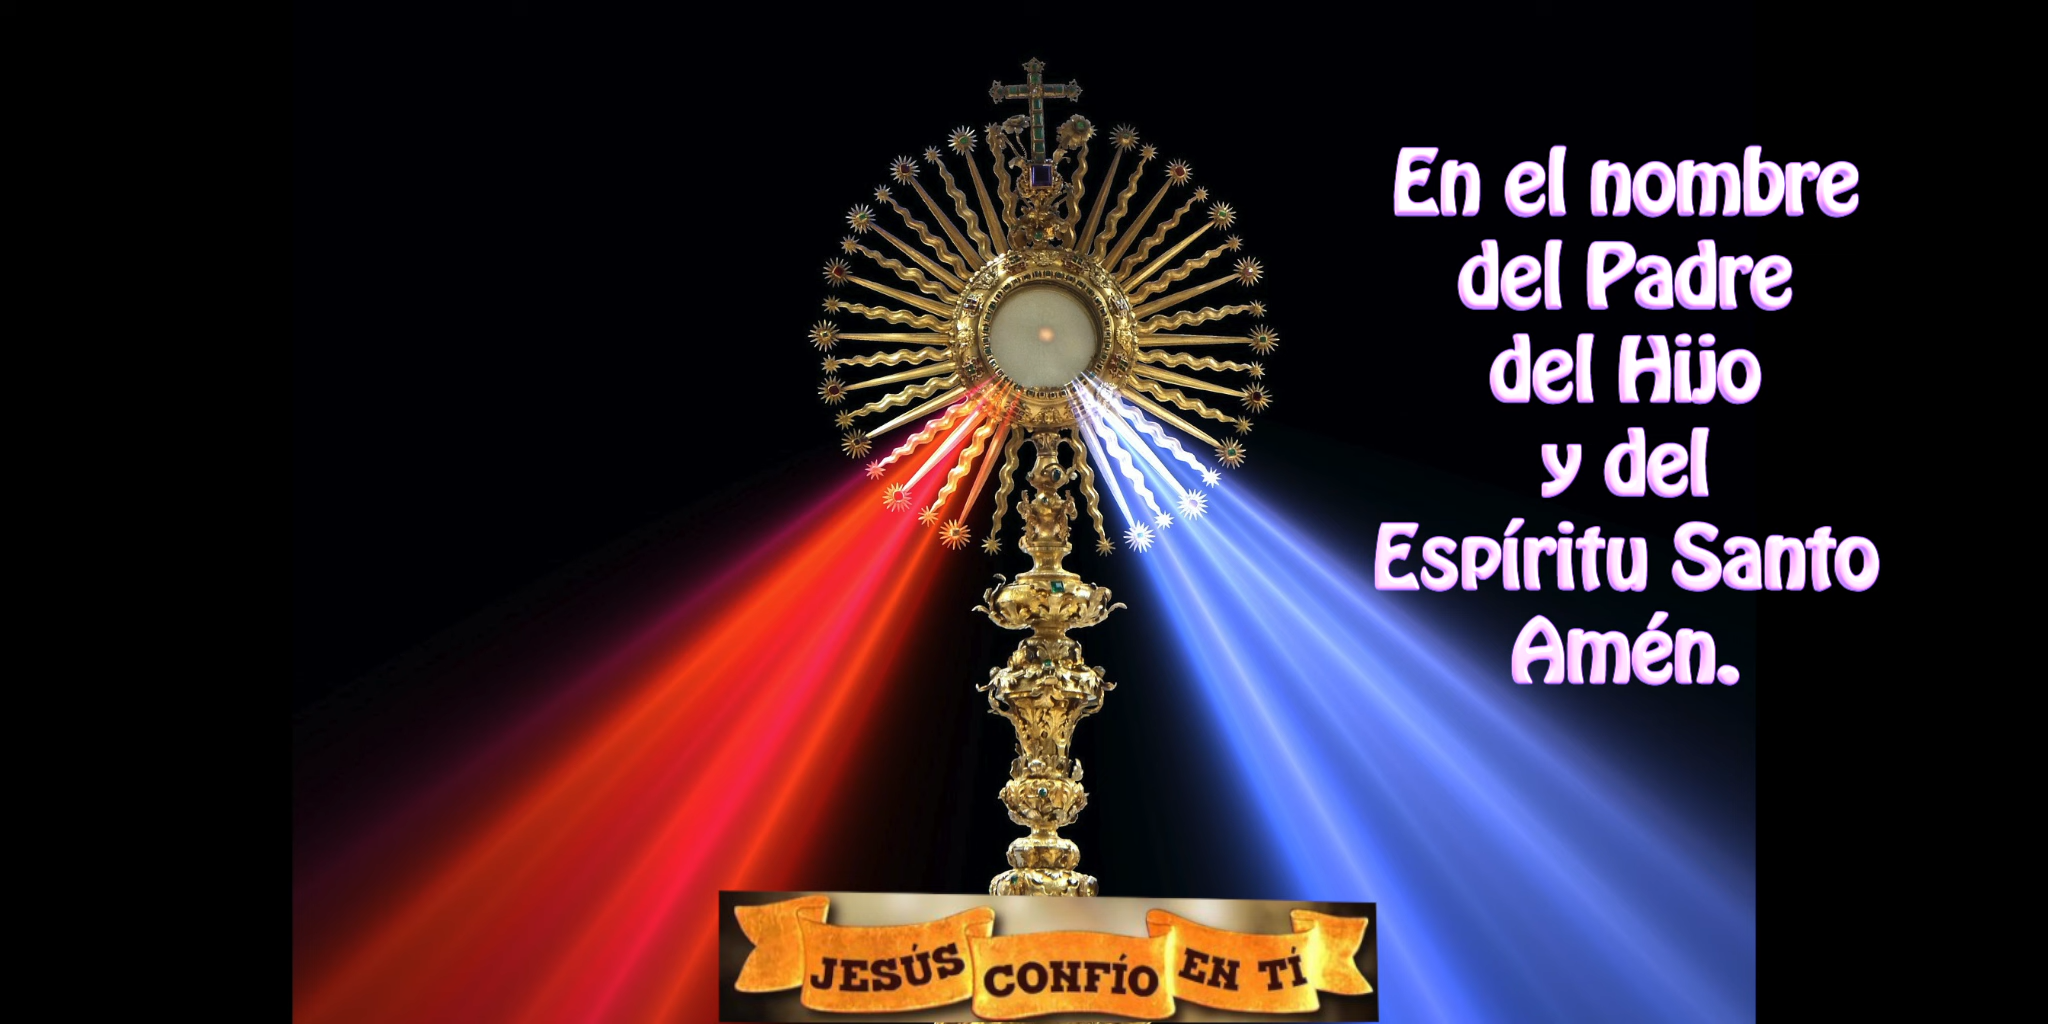 En el nombre
del Padre
del Hijo
y del
Espíritu Santo
Amén.
JESÚS CONFÍO EN TÍ